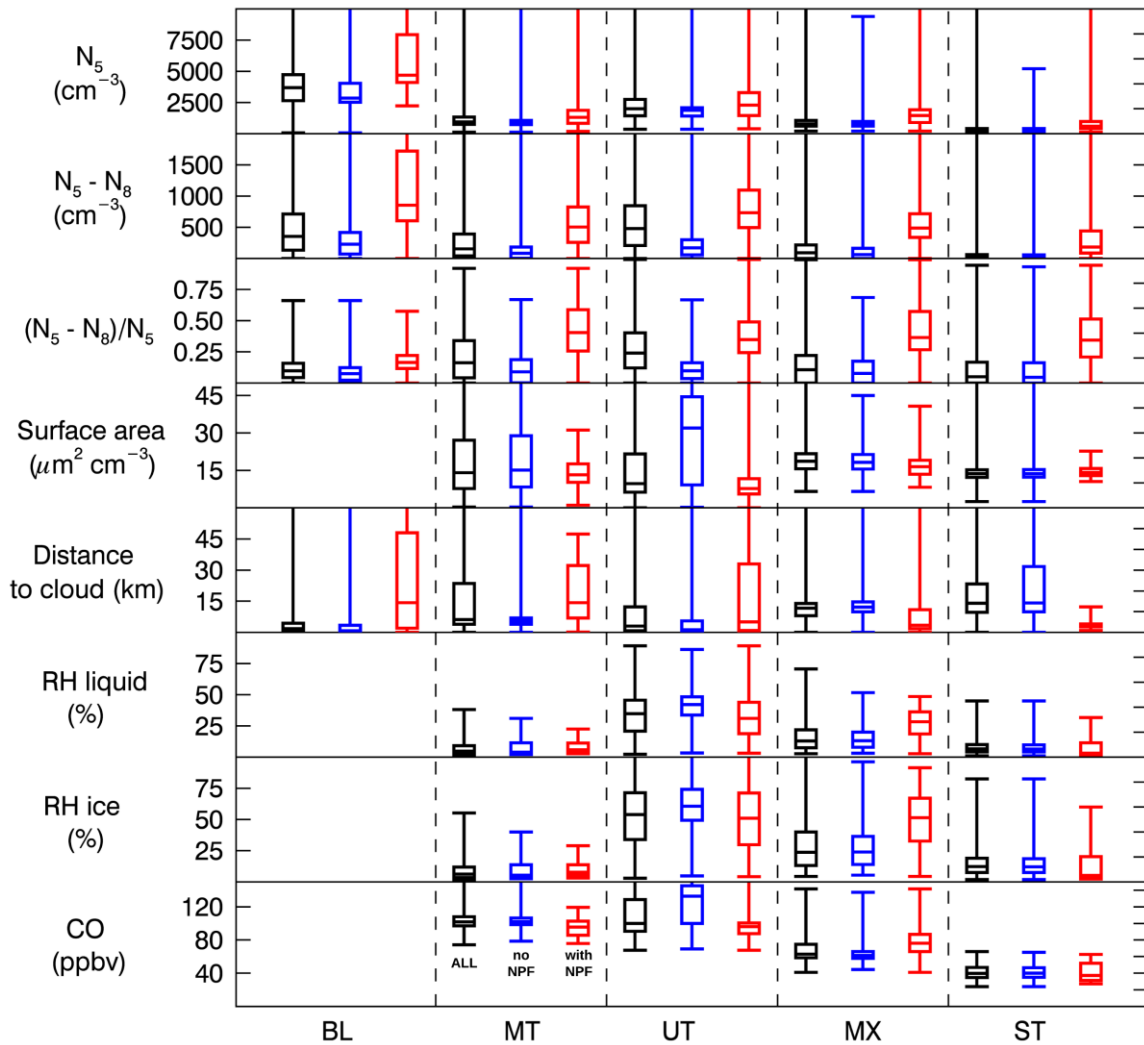 N₅
(cm⁻³)
7500
5000
2500
N₅ - N₈
(cm⁻³)
1500
1000
500
(N₅ - N₈)/N₅
0.75
0.50
0.25
Surface area
(μm² cm⁻³)
45
30
15
Distance
to cloud (km)
45
30
15
RH liquid
(%)
75
50
25
RH ice
(%)
75
50
25
CO
(ppbv)
120
80
40
ALL
no
NPF
with
NPF
BL MT UT MX ST